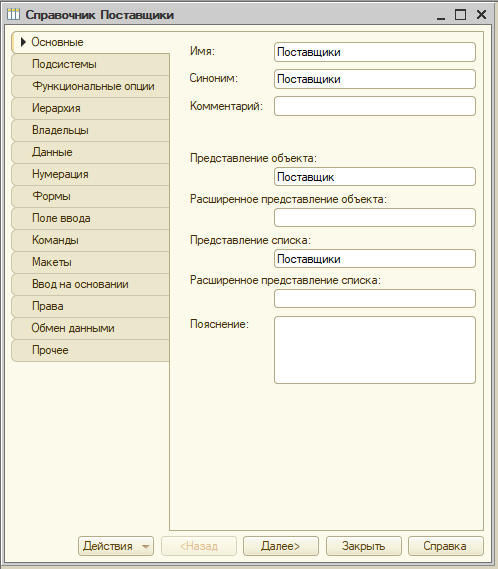 Справочник Поставщики
Основные
Подсистемы
Функциональные опции
Иерархия
Владельцы
Данные
Нумерация
Формы
Поле ввода
Команды
Макеты
Ввод на основании
Права
Обмен данными
Прочее
Имя: Поставщики
Синоним: Поставщики
Комментарий:
Представление объекта:
Поставщик
Расширенное представление объекта:
Представление списка:
Поставщики
Расширенное представление списка:
Пояснение:
Действия <Назад Далее> Закрыть Справка